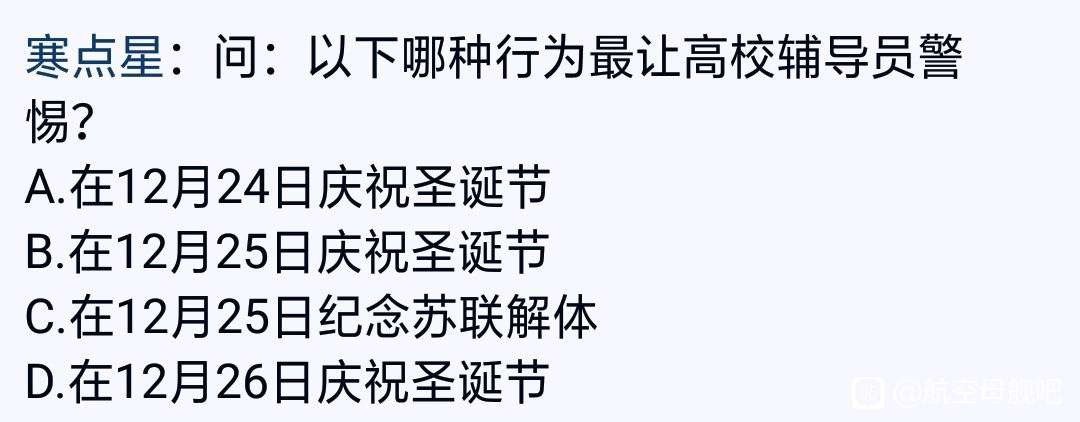 寒点星：问：以下哪种行为最让高校辅导员警
惕？
A.在12月24日庆祝圣诞节
B.在12月25日庆祝圣诞节
C.在12月25日纪念苏联解体
D.在12月26日庆祝圣诞节
贴 @航空母舰吧